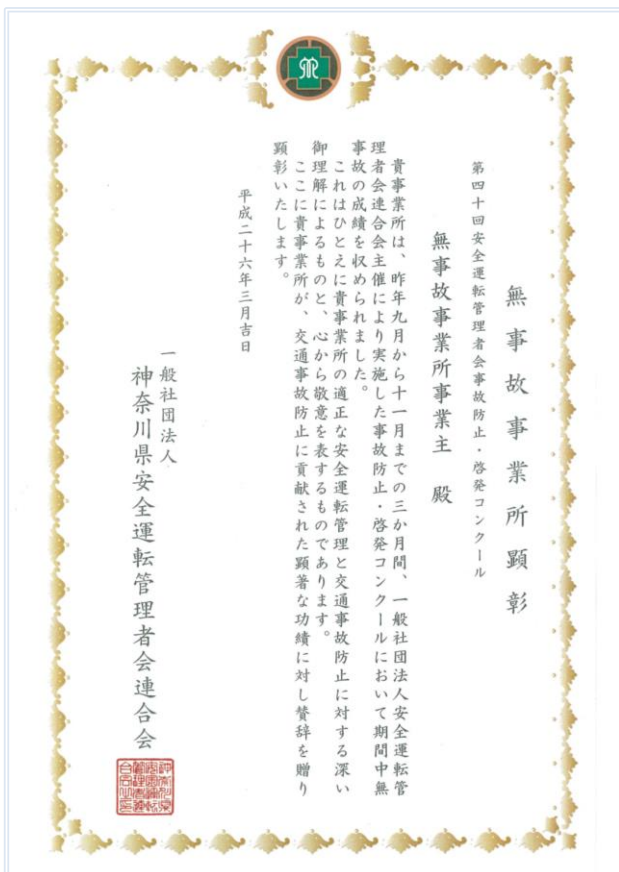 無事故事業所顕彰
第四十回安全運転管理者会事故防止・啓発コンクール
無事故事業所事業主　殿
貴事業所は、昨年九月から十一月までの三か月間、一般社団法人安全運転管
理者会連合会主催により実施した事故防止・啓発コンクールにおいて期間中無
事故の成績を収められました。
これはひとえに貴事業所の適正な安全運転管理と交通事故防止に対する深い
御理解によるものと、心から敬意を表するものであります。
ここに貴事業所が、交通事故防止に貢献された顕著な功績に対し賛辞を贈り
顕彰いたします。
平成二十六年三月吉日
一般社団法人
神奈川県安全運転管理者会連合会